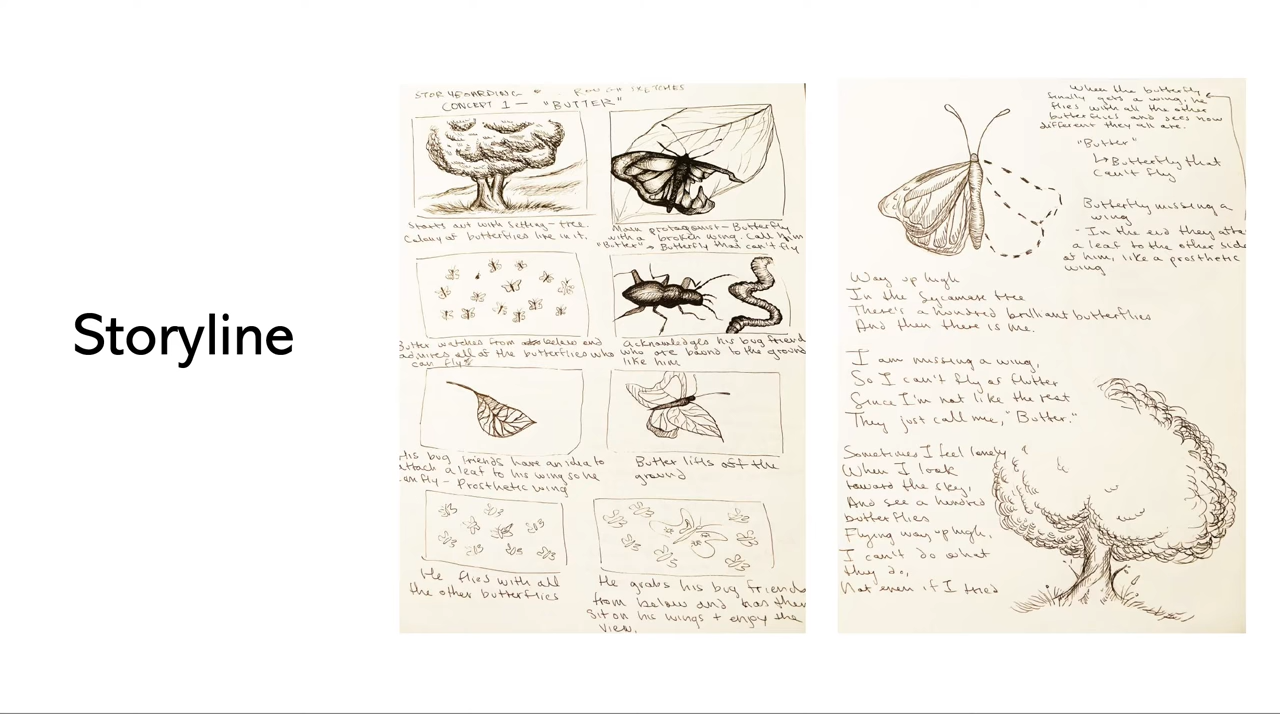 Storyline
STORYBOARDING + ROUGH SKETCHES
CONCEPT 1 — "BUTTER"
Starts out with Setting - tree.
Colony of butterflies live in it.
Main protagonist - Butterfly
with a broken wing. Call him
"Butter" → Butterfly that can't fly
Butter watches from below and
admires all of the butterflies who
can fly
Acknowledges his bug friends
who are bound to the ground
like him
His bug friends have an idea to
attach a leaf to his wing so he
can fly - Prosthetic wing
Butter lifts off the
ground
He flies with all
the other butterflies
He grabs his bug friends
from below and has them
Sit on his wings + enjoy the
view.
When the butterfly
finally gets a wing, he
flies with all the other
butterflies and sees how
different they all are.
"Butter"
↳ Butterfly that
can't fly
Butterfly missing a
wing
- In the end they atta
a leaf to the other side
of him, like a prosthetic
wing
Way up high
In the Sycamore tree
There's a hundred brilliant butterflies
And then there is me.
I am missing a wing,
So I can't fly or flutter
Since I'm not like the rest
They just call me, "Butter."
Sometimes I feel lonely
When I look
toward the sky,
And see a hundred
butterflies
Flying way up high.
I can't do what
they do,
Not even if I tried